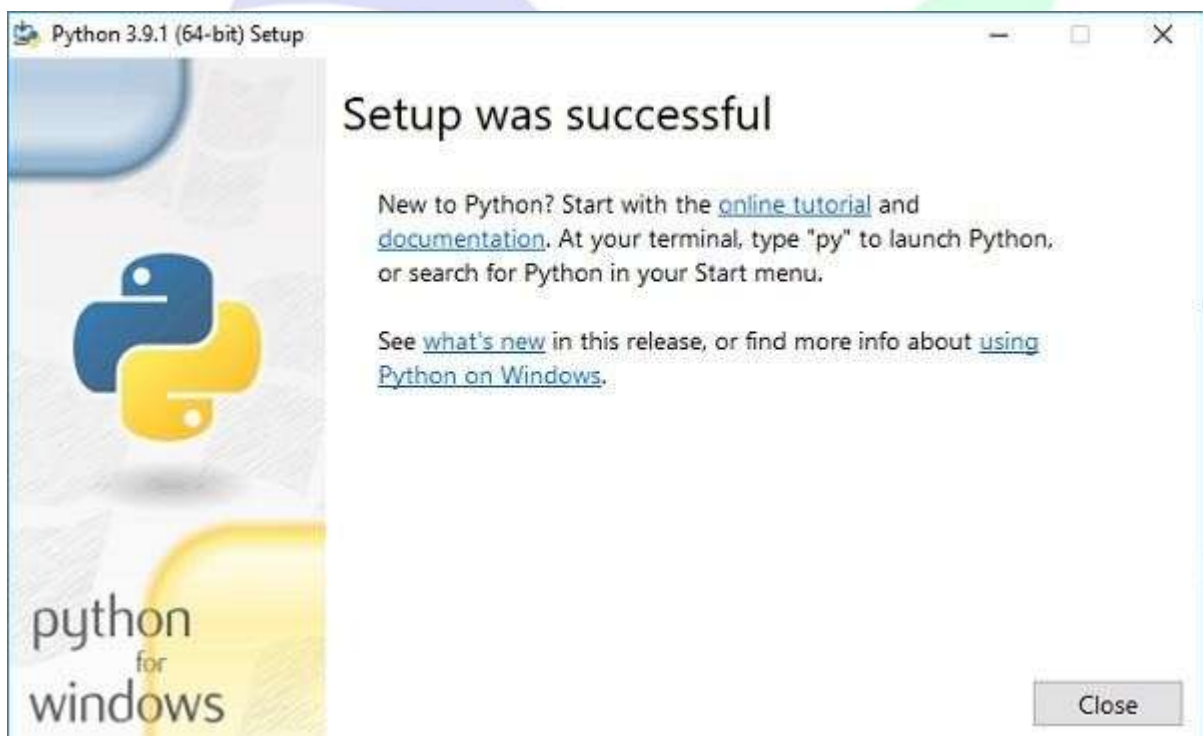 Python 3.9.1 (64-bit) Setup
Setup was successful
New to Python? Start with the online tutorial and
documentation. At your terminal, type "py" to launch Python,
or search for Python in your Start menu.
See what's new in this release, or find more info about using
Python on Windows.
python
for
windows
Close